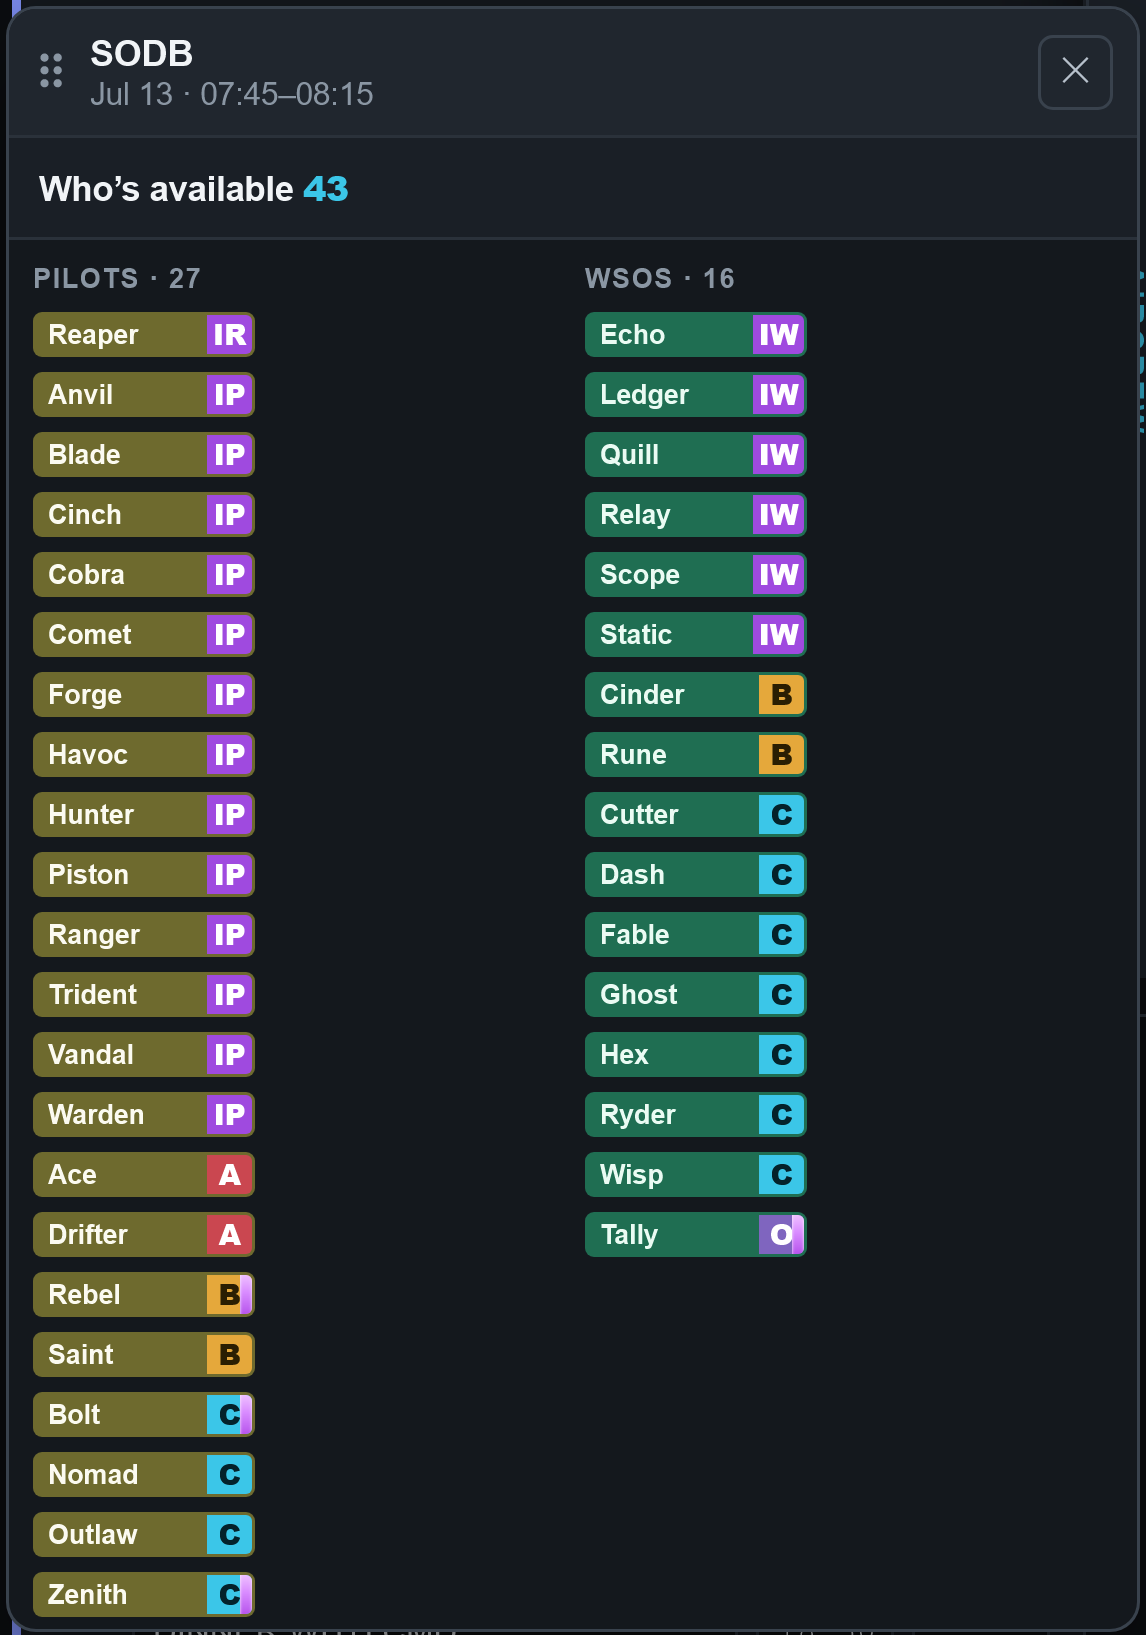 SODB
Jul 13 · 07:45–08:15
Who’s available 43
PILOTS · 27
Reaper IR
Anvil IP
Blade IP
Cinch IP
Cobra IP
Comet IP
Forge IP
Havoc IP
Hunter IP
Piston IP
Ranger IP
Trident IP
Vandal IP
Warden IP
Ace A
Drifter A
Rebel B
Saint B
Bolt C
Nomad C
Outlaw C
Zenith C
WSOS · 16
Echo IW
Ledger IW
Quill IW
Relay IW
Scope IW
Static IW
Cinder B
Rune B
Cutter C
Dash C
Fable C
Ghost C
Hex C
Ryder C
Wisp C
Tally O